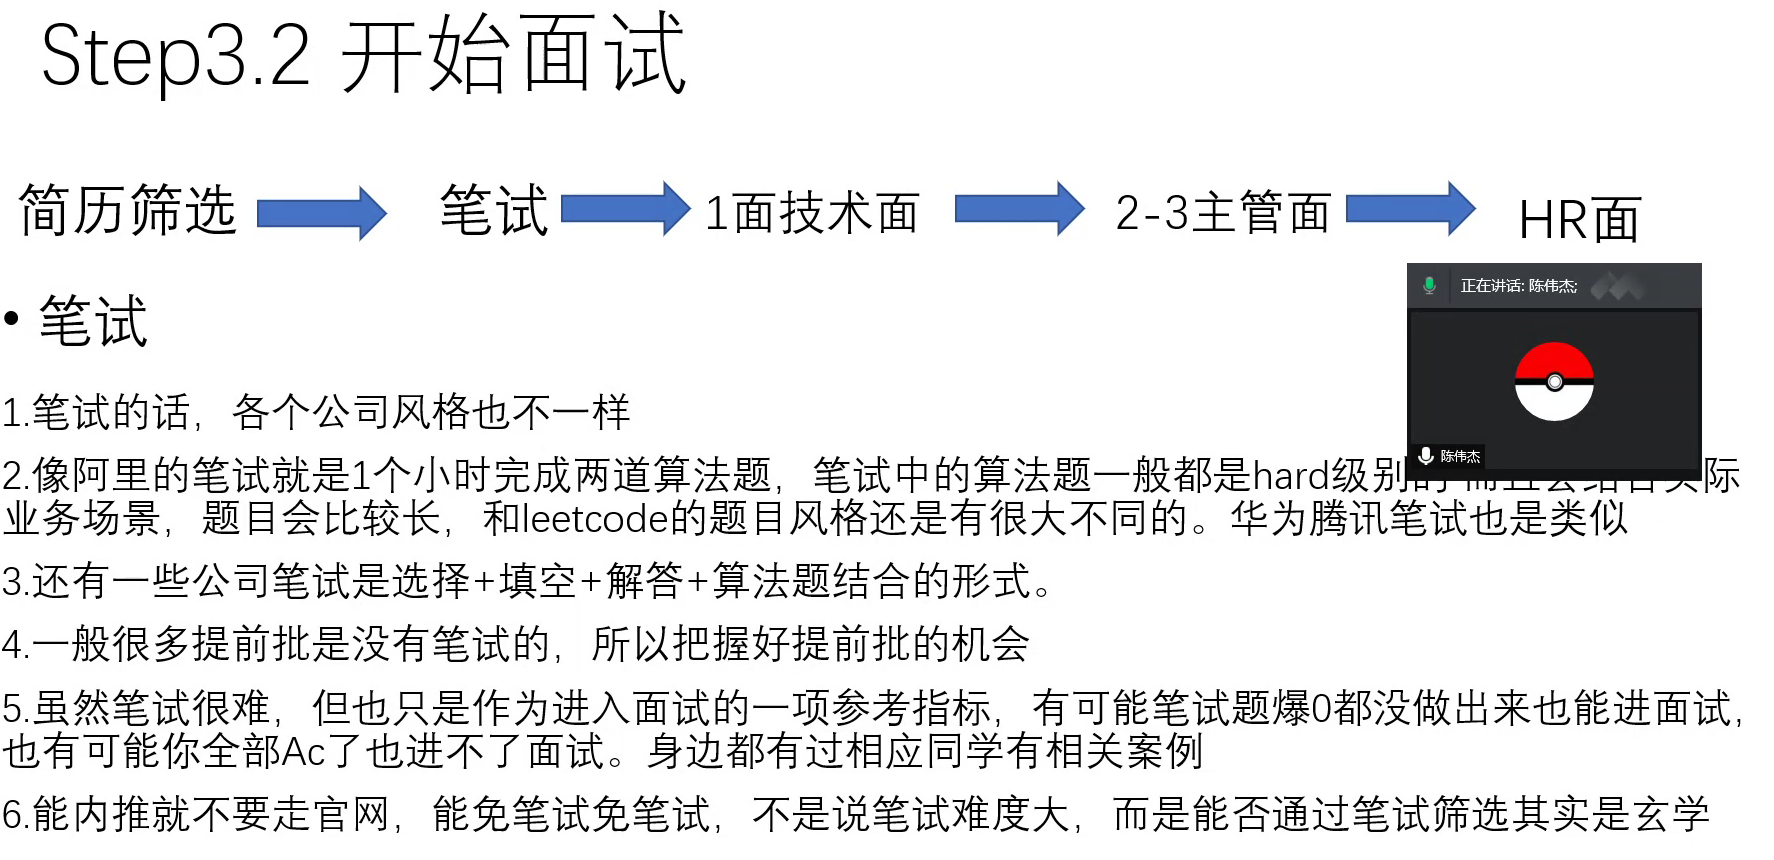 Step3.2 开始面试
简历筛选 笔试 1面技术面 2-3主管面 HR面
• 笔试
正在讲话: 陈伟杰;
陈伟杰
1.笔试的话，各个公司风格也不一样
2.像阿里的笔试就是1个小时完成两道算法题，笔试中的算法题一般都是hard级别的 而且会结合实际
业务场景，题目会比较长，和leetcode的题目风格还是有很大不同的。华为腾讯笔试也是类似
3.还有一些公司笔试是选择+填空+解答+算法题结合的形式。
4.一般很多提前批是没有笔试的，所以把握好提前批的机会
5.虽然笔试很难，但也只是作为进入面试的一项参考指标，有可能笔试题爆0都没做出来也能进面试，
也有可能你全部Ac了也进不了面试。身边都有过相应同学有相关案例
6.能内推就不要走官网，能免笔试免笔试，不是说笔试难度大，而是能否通过笔试筛选其实是玄学